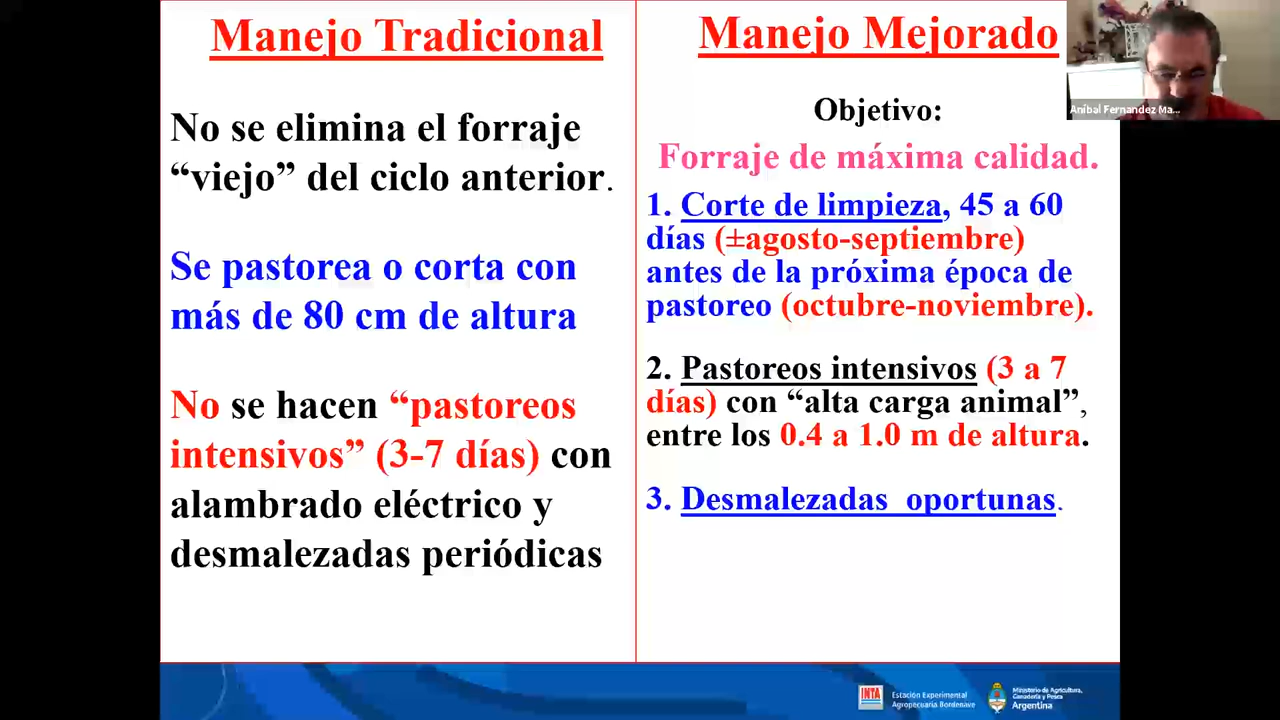 Manejo Tradicional
No se elimina el forraje
“viejo” del ciclo anterior.
Se pastorea o corta con
más de 80 cm de altura
No se hacen “pastoreos
intensivos” (3-7 días) con
alambrado eléctrico y
desmalezadas periódicas
Manejo Mejorado
Objetivo:
Forraje de máxima calidad.
1. Corte de limpieza, 45 a 60
días (±agosto-septiembre)
antes de la próxima época de
pastoreo (octubre-noviembre).
2. Pastoreos intensivos (3 a 7
días) con “alta carga animal”,
entre los 0.4 a 1.0 m de altura.
3. Desmalezadas oportunas.
Aníbal Fernandez Ma...
INTA
Estación Experimental
Agropecuaria Bordenave
Ministerio de Agricultura,
Ganadería y Pesca
Argentina